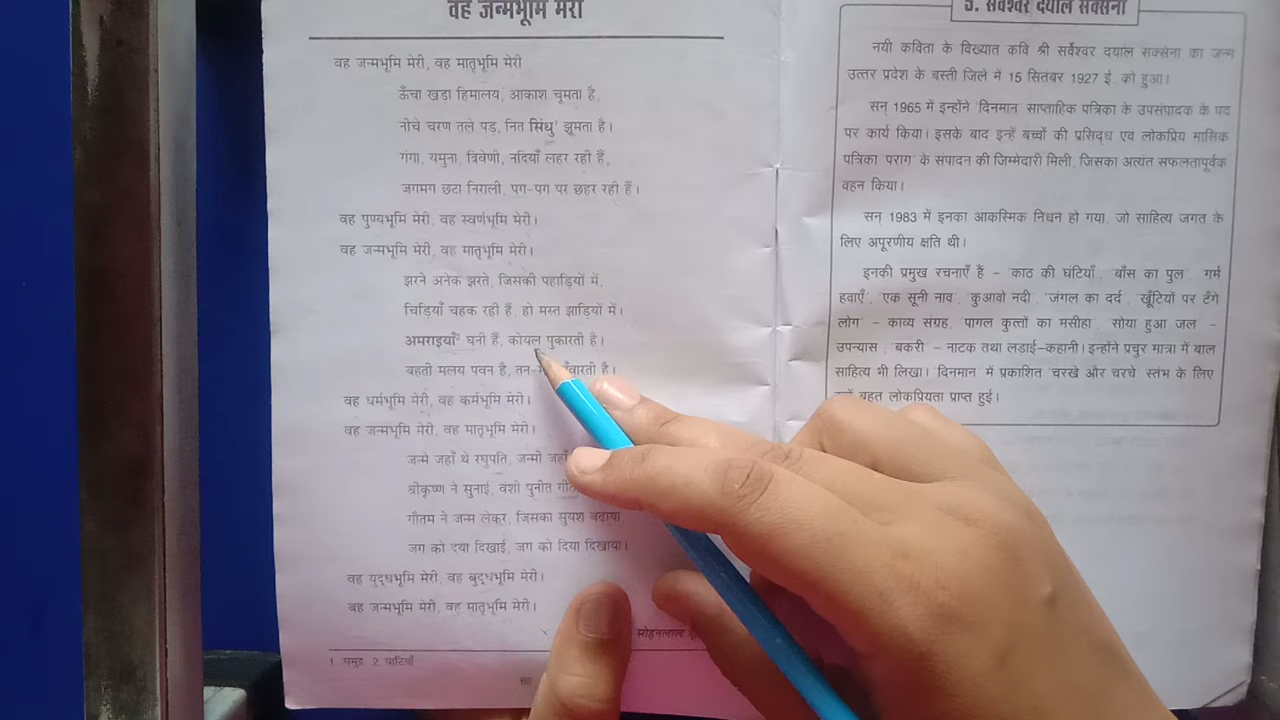 वह जन्मभूमि मेरी
वह जन्मभूमि मेरी, वह मातृभूमि मेरी
ऊँचा खड़ा हिमालय, आकाश चूमता है,
नीचे चरण तले पड़, नित सिंधु¹ झूमता है।
गंगा, यमुना, त्रिवेणी, नदियाँ लहर रही हैं,
जगमग छटा निराली, पग-पग पर छहर रही हैं।
वह पुण्यभूमि मेरी, वह स्वर्णभूमि मेरी।
वह जन्मभूमि मेरी, वह मातृभूमि मेरी।
झरने अनेक झरते, जिसकी पहाड़ियों में,
चिड़ियाँ चहक रही हैं, हो मस्त झाड़ियों में।
अमराइयाँ² घनी हैं, कोयल पुकारती है।
बहती मलय पवन है, तन- है।
वह धर्मभूमि मेरी, वह कर्मभूमि मेरी।
वह जन्मभूमि मेरी, वह मातृभूमि मेरी।
जन्मे जहाँ थे रघुपति, जन्मी जहाँ
श्रीकृष्ण ने सुनाई, वंशी पुनीत
गौतम ने जन्म लेकर, जिसका सुयश बढ़ाया
जग को दया दिखाई, जग को दिया दिखाया।
वह युद्धभूमि मेरी, वह बुद्धभूमि मेरी।
वह जन्मभूमि मेरी, वह मातृभूमि मेरी।
सोहनलाल
1. समुद्र 2.
5. सर्वेश्वर दयाल सक्सेना
नयी कविता के विख्यात कवि श्री सर्वेश्वर दयाल सक्सेना का जन्म
उत्तर प्रदेश के बस्ती जिले में 15 सितंबर 1927 ई. को हुआ।
सन् 1965 में इन्होंने 'दिनमान' साप्ताहिक पत्रिका के उपसंपादक के पद
पर कार्य किया। इसके बाद इन्हें बच्चों की प्रसिद्ध एवं लोकप्रिय मासिक
पत्रिका 'पराग' के संपादन की जिम्मेदारी मिली, जिसका अत्यंत सफलतापूर्वक
वहन किया।
सन् 1983 में इनका आकस्मिक निधन हो गया, जो साहित्य जगत के
लिए अपूरणीय क्षति थी।
इनकी प्रमुख रचनाएँ हैं - 'काठ की घंटियाँ', 'बाँस का पुल', 'गर्म
हवाएँ', 'एक सूनी नाव', 'कुआवो नदी', 'जंगल का दर्द', 'खूँटियों पर टँगे
लोग' - काव्य संग्रह, 'पागल कुत्तों का मसीहा', 'सोया हुआ जल' -
उपन्यास, 'बकरी' - नाटक तथा लड़ाई-कहानी। इन्होंने प्रचुर मात्रा में बाल
साहित्य भी लिखा। 'दिनमान' में प्रकाशित 'चरखे और चरचे' स्तंभ के लिए
बहुत लोकप्रियता प्राप्त हुई।